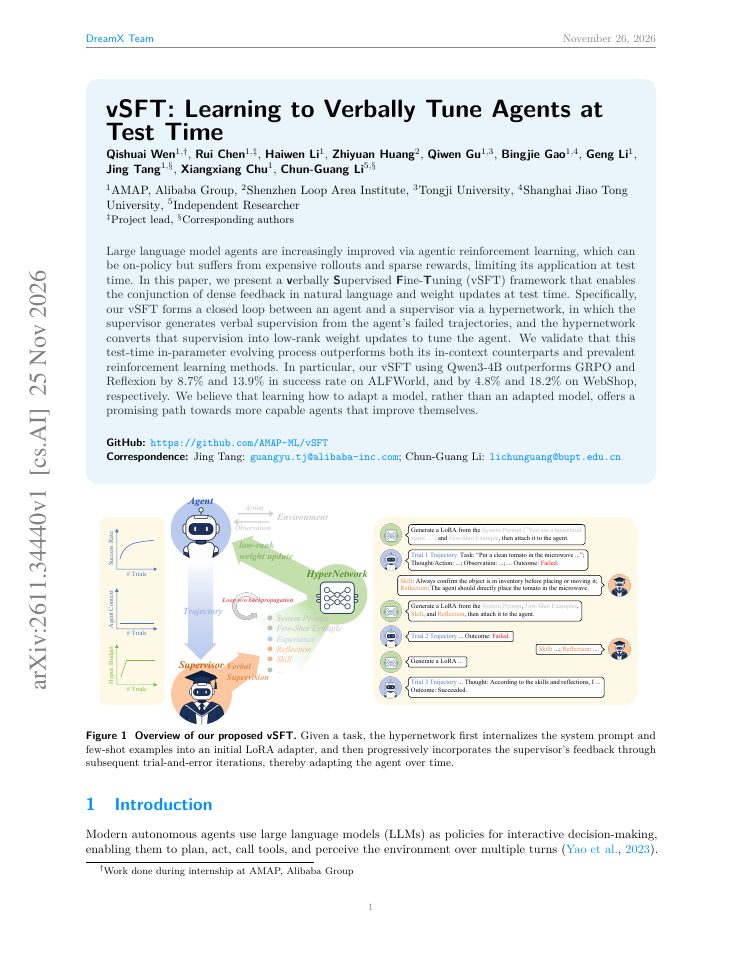 DreamX Team
November 26, 2026
arXiv:2611.34440v1 [cs.AI] 25 Nov 2026
vSFT: Learning to Verbally Tune Agents at
Test Time
Qishuai Wen1,†, Rui Chen1,‡, Haiwen Li1, Zhiyuan Huang2, Qiwen Gu1,3, Bingjie Gao1,4, Geng Li1,
Jing Tang1,§, Xiangxiang Chu1, Chun-Guang Li5,§
1AMAP, Alibaba Group, 2Shenzhen Loop Area Institute, 3Tongji University, 4Shanghai Jiao Tong
University, 5Independent Researcher
‡Project lead, §Corresponding authors
Large language model agents are increasingly improved via agentic reinforcement learning, which can
be on-policy but suffers from expensive rollouts and sparse rewards, limiting its application at test
time. In this paper, we present a verbally Supervised Fine-Tuning (vSFT) framework that enables
the conjunction of dense feedback in natural language and weight updates at test time. Specifically,
our vSFT forms a closed loop between an agent and a supervisor via a hypernetwork, in which the
supervisor generates verbal supervision from the agent's failed trajectories, and the hypernetwork
converts that supervision into low-rank weight updates to tune the agent. We validate that this
test-time in-parameter evolving process outperforms both its in-context counterparts and prevalent
reinforcement learning methods. In particular, our vSFT using Qwen3-4B outperforms GRPO and
Reflexion by 8.7% and 13.9% in success rate on ALFWorld, and by 4.8% and 18.2% on WebShop,
respectively. We believe that learning how to adapt a model, rather than an adapted model, offers a
promising path towards more capable agents that improve themselves.
GitHub: https://github.com/AMAP-ML/vSFT
Correspondence: Jing Tang: guangyu.tj@alibaba-inc.com; Chun-Guang Li: lichunguang@bupt.edu.cn
Success Rate
# Trials
Agent Context
# Trials
Hyper Budget
# Trials
Agent
Action
Observation
Environment
low-rank
weight update
HyperNetwork
Loop w/o backpropagation
Trajectory
System Prompt
Few-Shot Example
Experience
Reflection
Skill
...
Supervisor
Verbal
Supervision
Generate a LoRA from the System Prompt ("You are a household
agent ...") and Few-Shot Examples, then attach it to the agent.
Trial 1 Trajectory. Task: "Put a clean tomato in the microwave ...";
Thought/Action: ...; Observation: ...; ... Outcome: Failed.
Skill: Always confirm the object is in inventory before placing or moving it;
Reflection: The agent should directly place the tomato in the microwave.
Generate a LoRA from the System Prompt, Few-Shot Examples,
Skill, and Reflection, then attach it to the agent.
Trial 2 Trajectory ... Outcome: Failed.
Skill: ...; Reflection: ...
Generate a LoRA ...
Trial 3 Trajectory ... Thought: According to the skills and reflections, I ...
Outcome: Succeeded.
Figure 1 Overview of our proposed vSFT. Given a task, the hypernetwork first internalizes the system prompt and
few-shot examples into an initial LoRA adapter, and then progressively incorporates the supervisor's feedback through
subsequent trial-and-error iterations, thereby adapting the agent over time.
1 Introduction
Modern autonomous agents use large language models (LLMs) as policies for interactive decision-making,
enabling them to plan, act, call tools, and perceive the environment over multiple turns (Yao et al., 2023).
†Work done during internship at AMAP, Alibaba Group
1